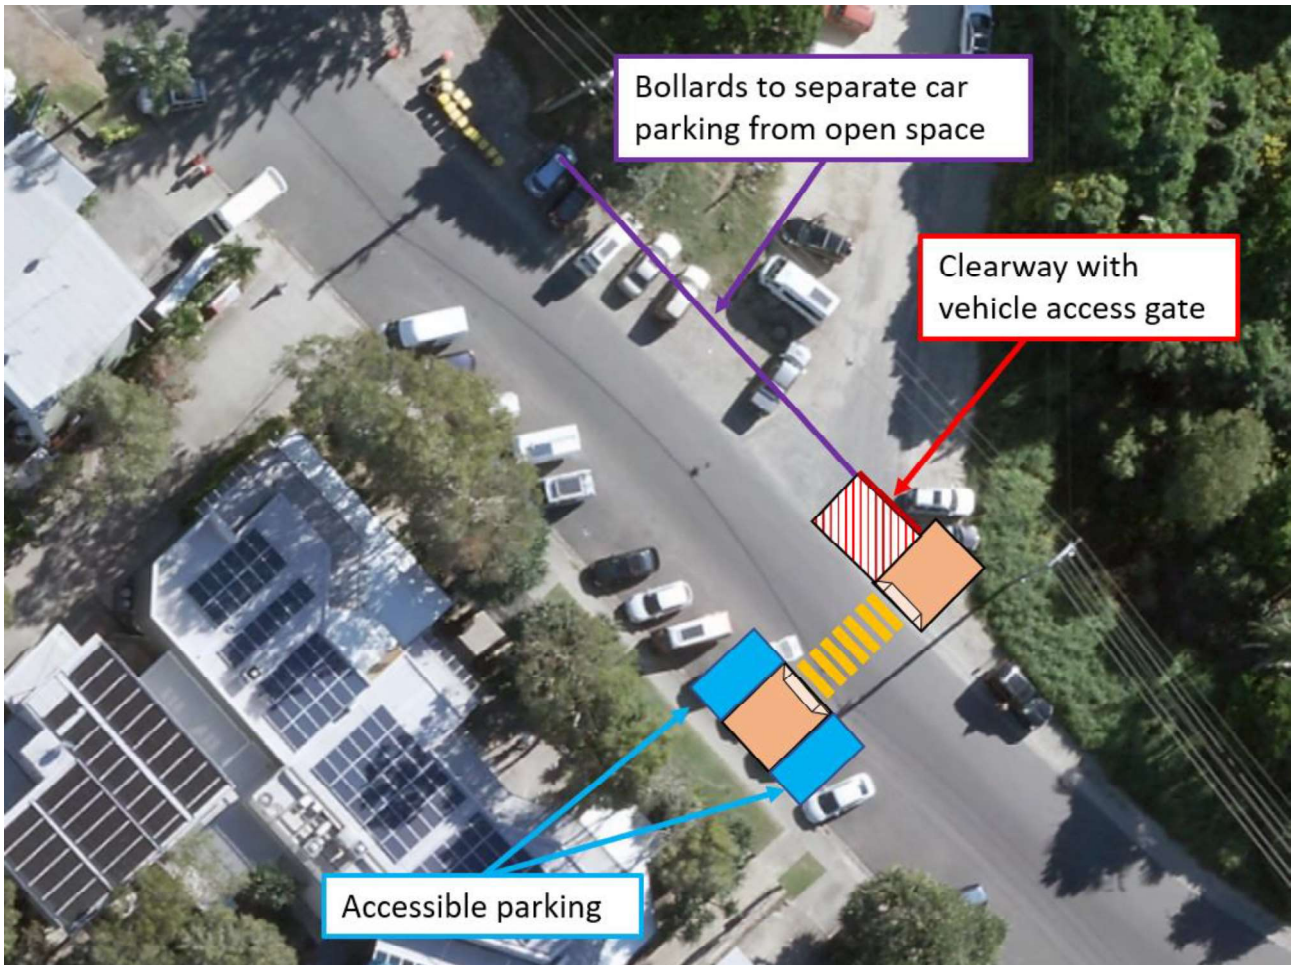 Bollards to separate car
parking from open space
Clearway with
vehicle access gate
Accessible parking